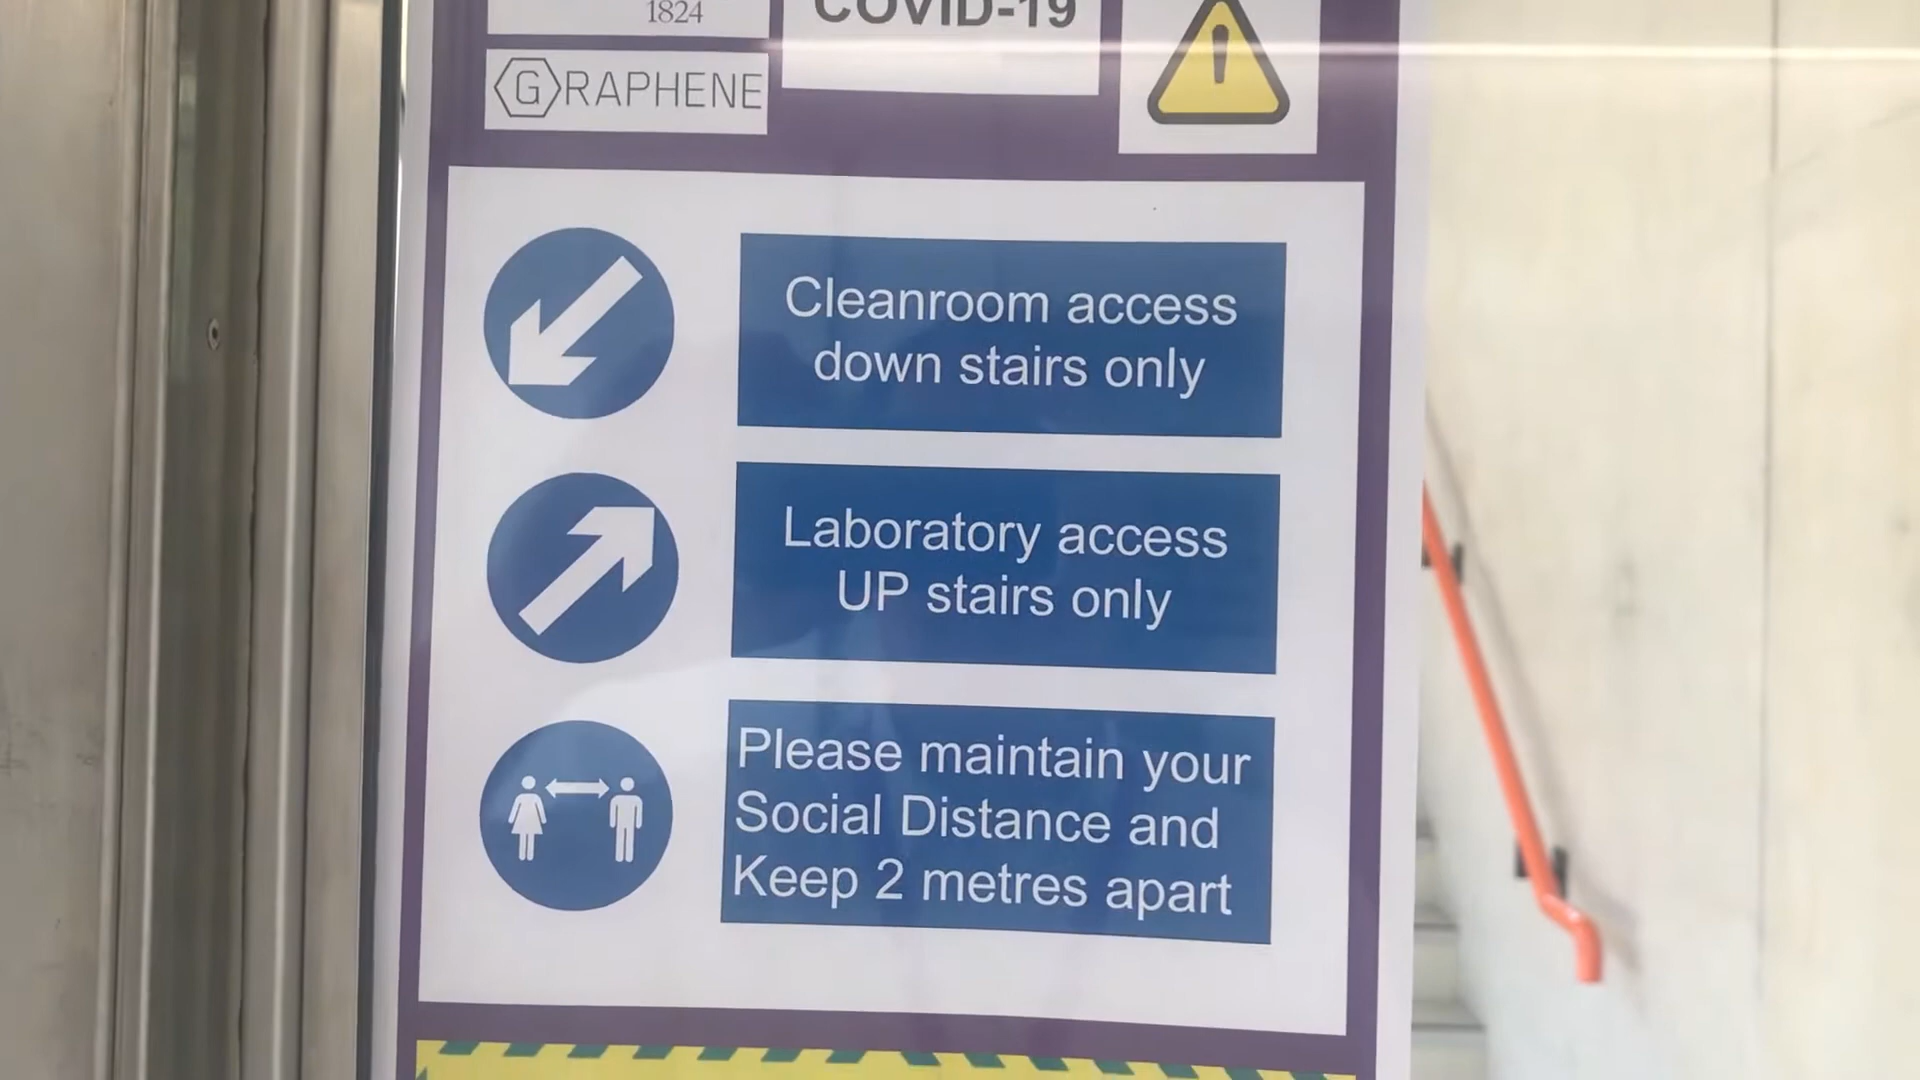 1824
COVID-19
GRAPHENE
Cleanroom access
down stairs only
Laboratory access
UP stairs only
Please maintain your
Social Distance and
Keep 2 metres apart